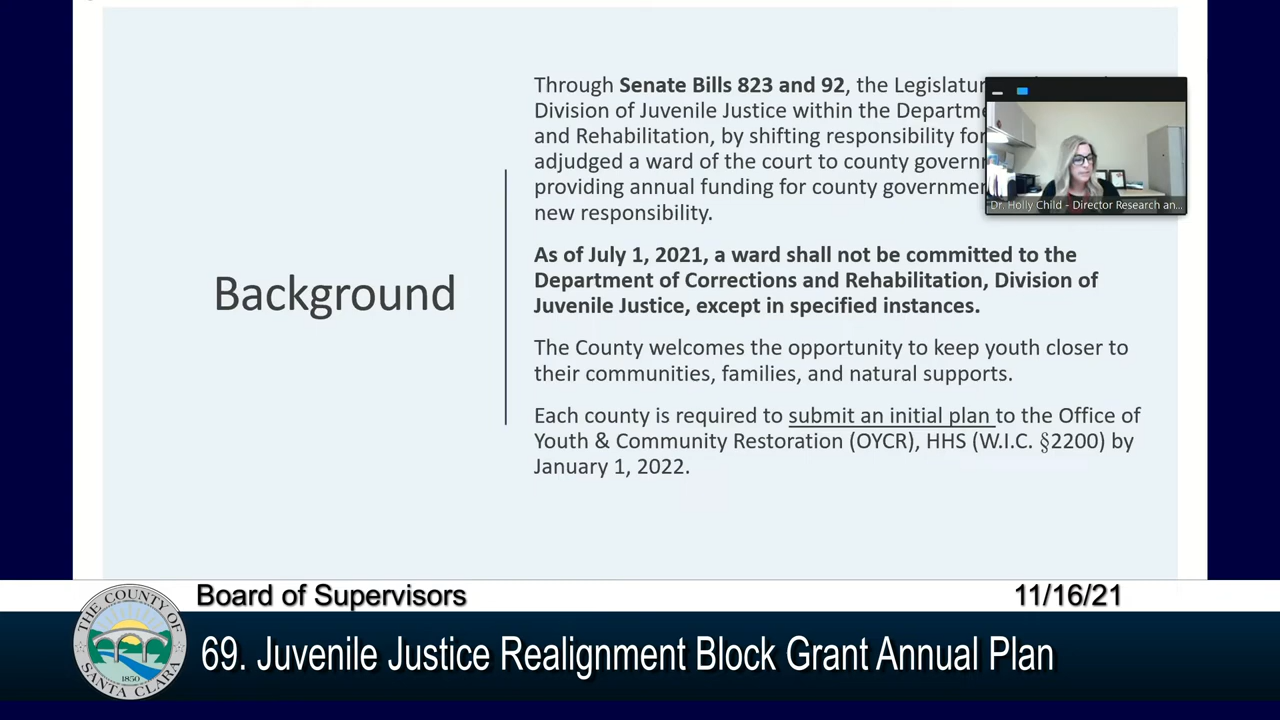 Through Senate Bills 823 and 92, the Legislatur
Division of Juvenile Justice within the Departme
and Rehabilitation, by shifting responsibility for
adjudged a ward of the court to county governm
providing annual funding for county governmen
new responsibility.
As of July 1, 2021, a ward shall not be committed to the
Department of Corrections and Rehabilitation, Division of
Juvenile Justice, except in specified instances.
Background
The County welcomes the opportunity to keep youth closer to
their communities, families, and natural supports.
Each county is required to submit an initial plan to the Office of
Youth & Community Restoration (OYCR), HHS (W.I.C. §2200) by
January 1, 2022.
Dr. Holly Child - Director Research an...
Board of Supervisors
11/16/21
69. Juvenile Justice Realignment Block Grant Annual Plan
THE COUNTY OF
SANTA CLARA
1850